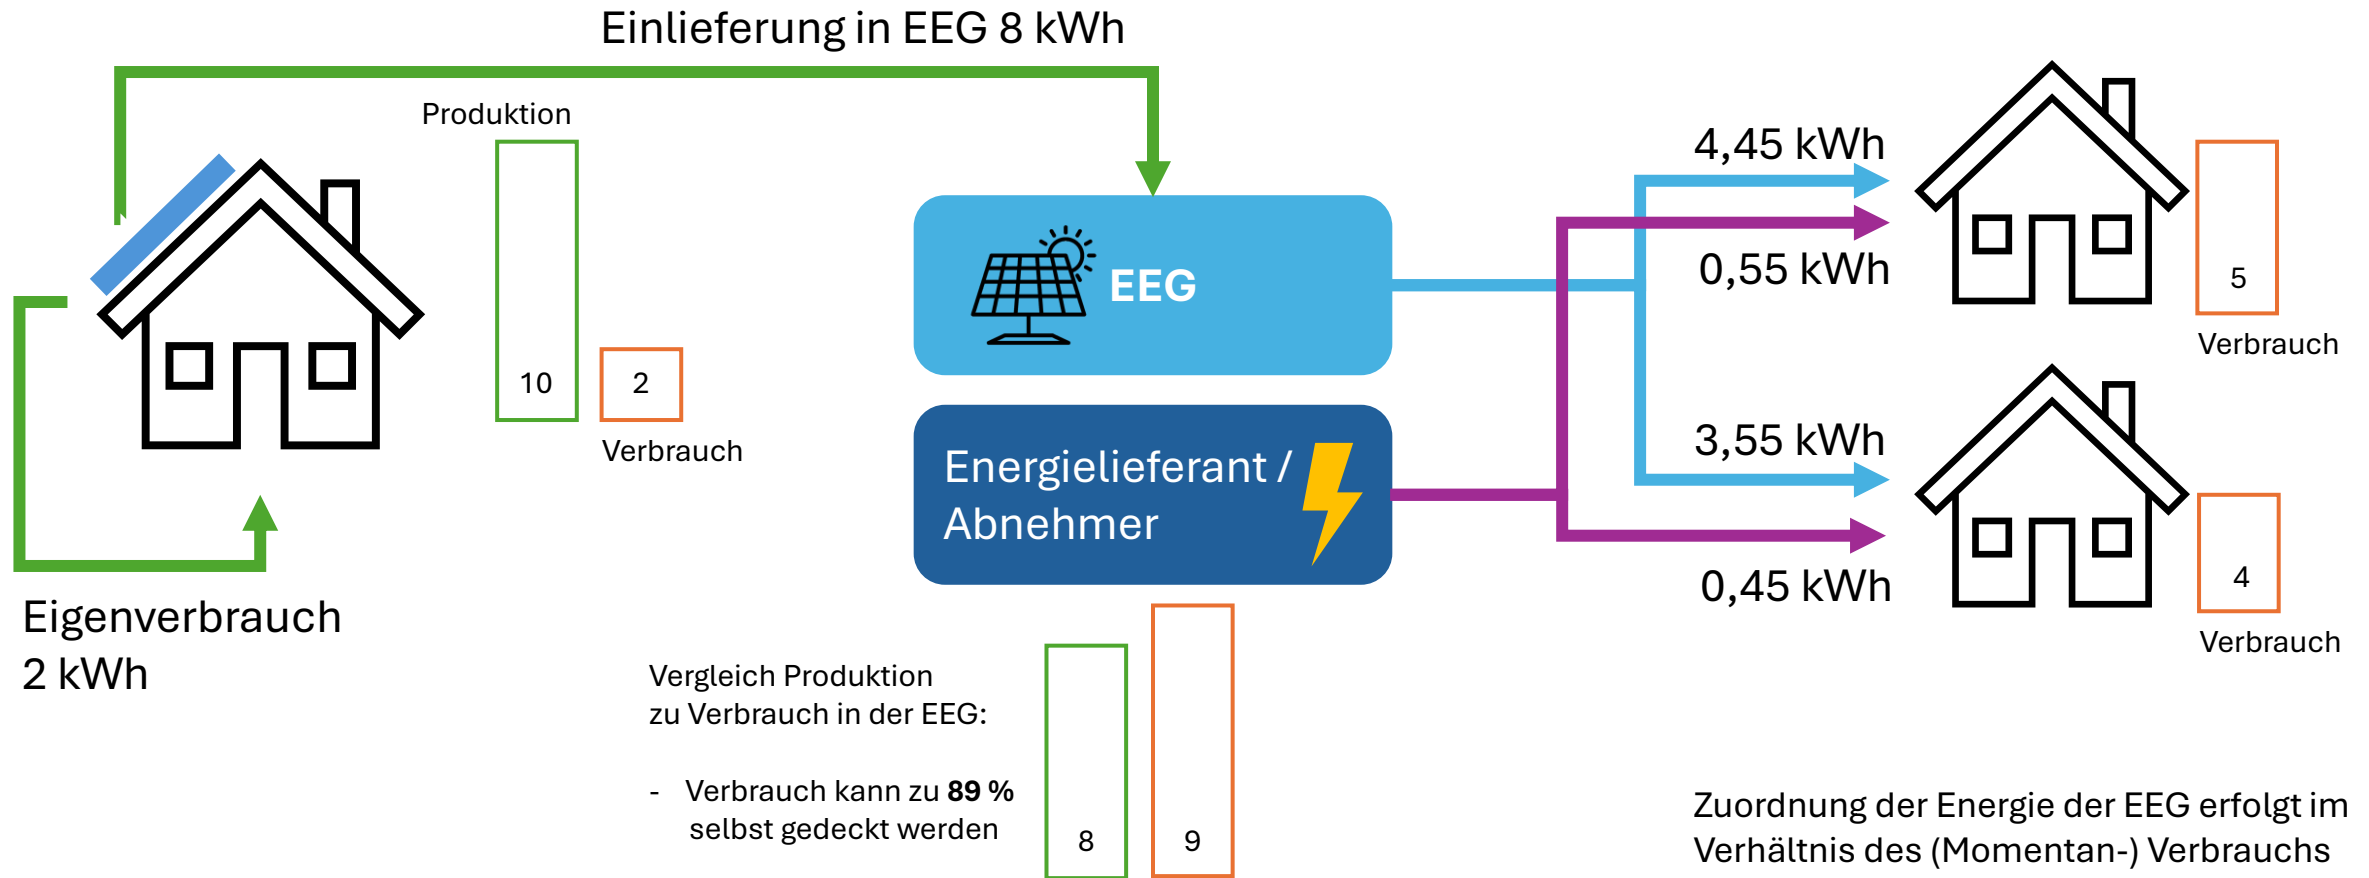 Einlieferung in EEG 8 kWh
Produktion
10
2
Verbrauch
Eigenverbrauch
2 kWh
EEG
Energielieferant /
Abnehmer
4,45 kWh
0,55 kWh
5
Verbrauch
3,55 kWh
0,45 kWh
4
Verbrauch
Vergleich Produktion
zu Verbrauch in der EEG:
- Verbrauch kann zu 89 %
selbst gedeckt werden
8
9
Zuordnung der Energie der EEG erfolgt im
Verhältnis des (Momentan-) Verbrauchs